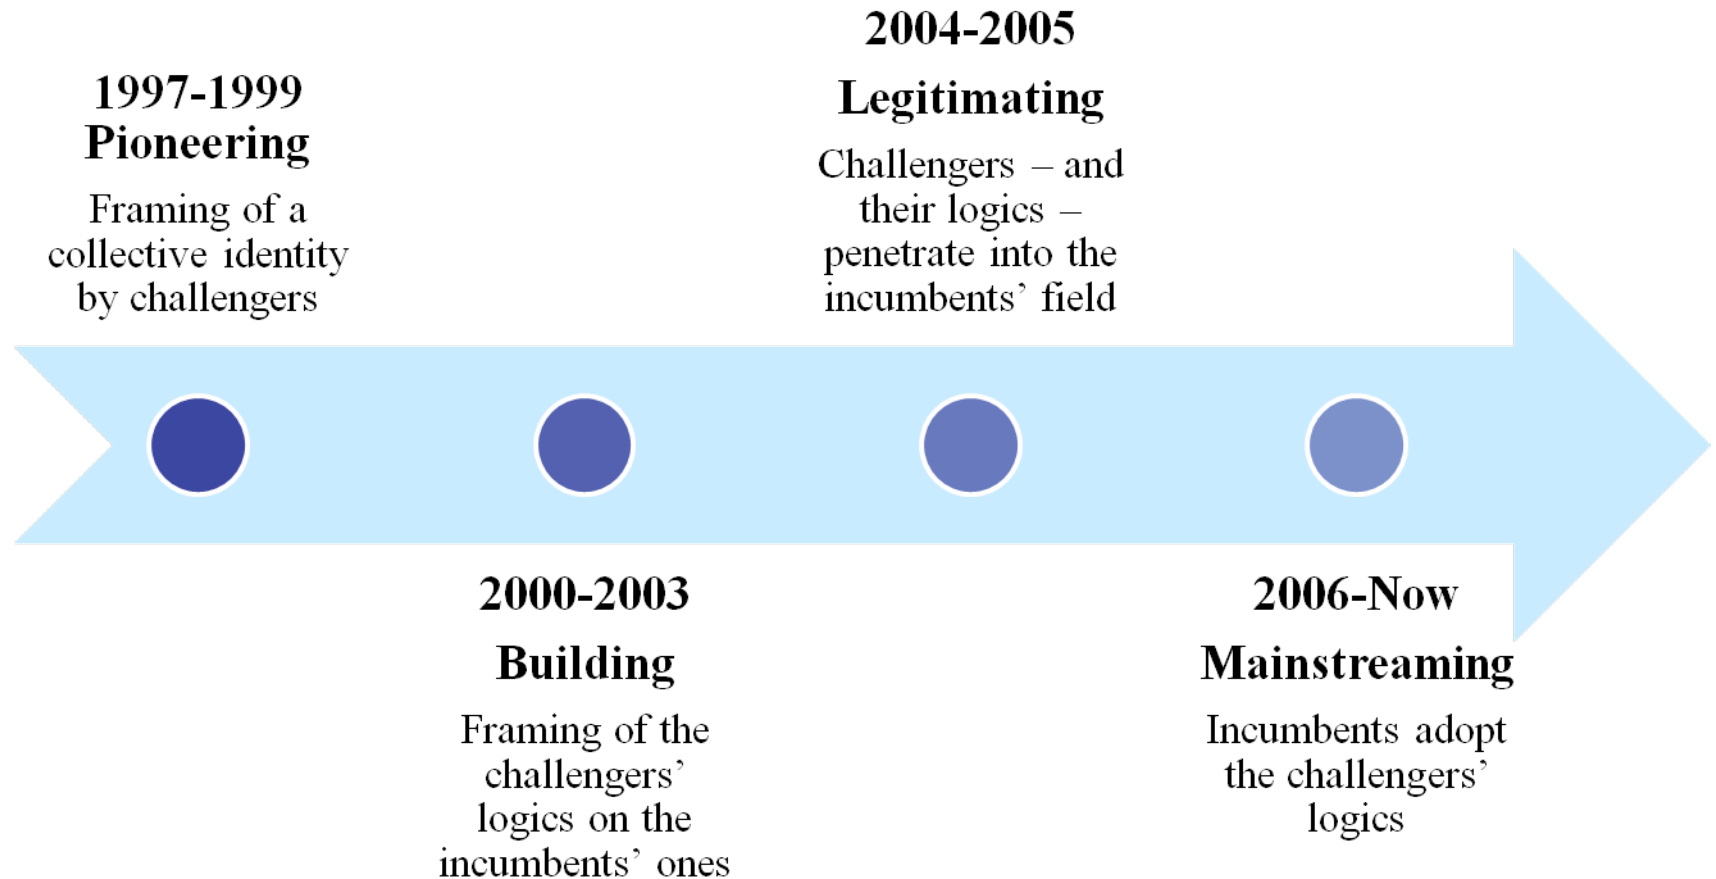 1997-1999
Pioneering
Framing of a
collective identity
by challengers
2000-2003
Building
Framing of the
challengers’
logics on the
incumbents’ ones
2004-2005
Legitimating
Challengers – and
their logics –
penetrate into the
incumbents’ field
2006-Now
Mainstreaming
Incumbents adopt
the challengers’
logics